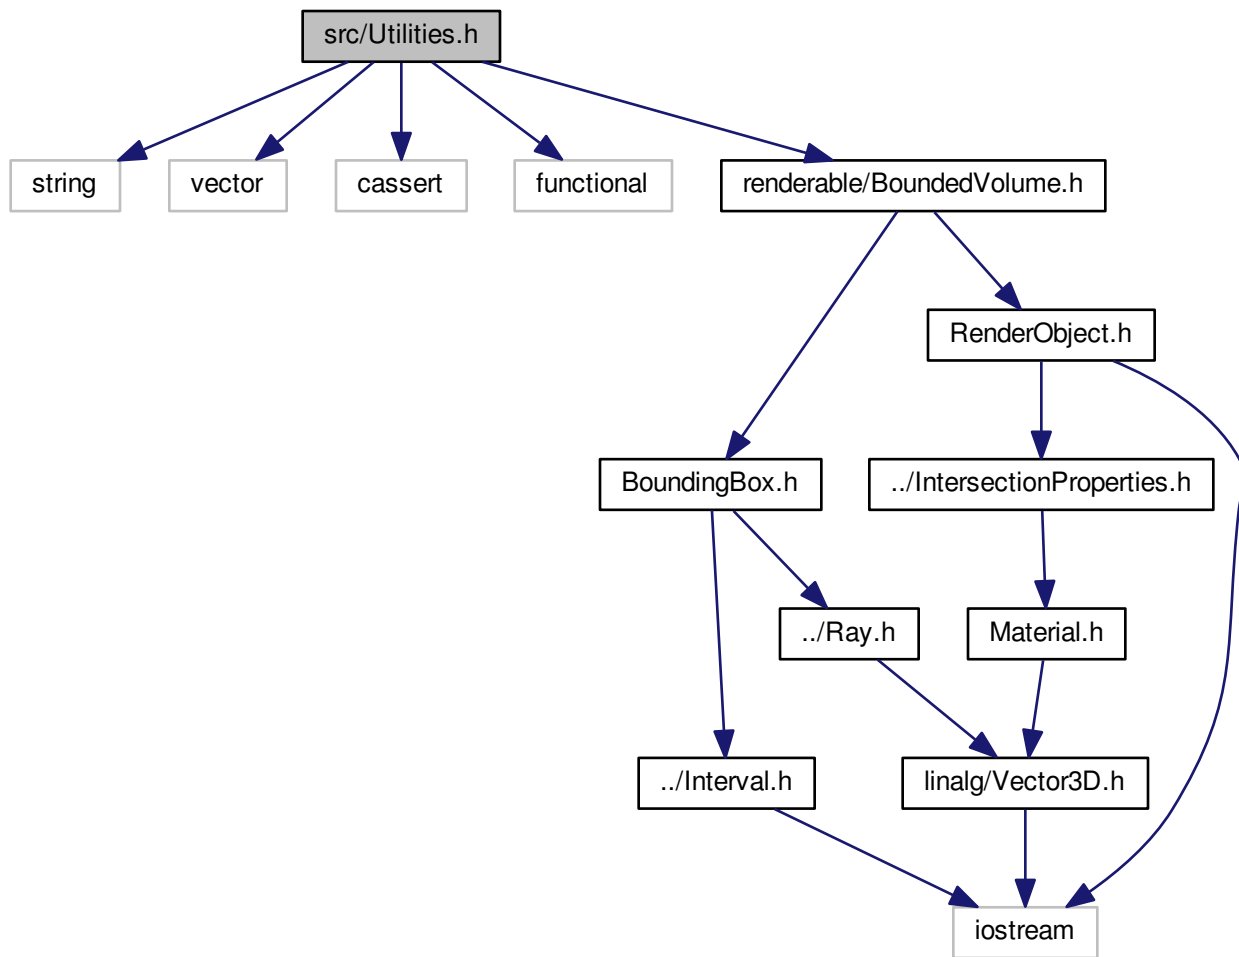 src/Utilities.h
string
vector
cassert
functional
renderable/BoundedVolume.h
RenderObject.h
BoundingBox.h
../IntersectionProperties.h
../Ray.h
Material.h
../Interval.h
linalg/Vector3D.h
iostream